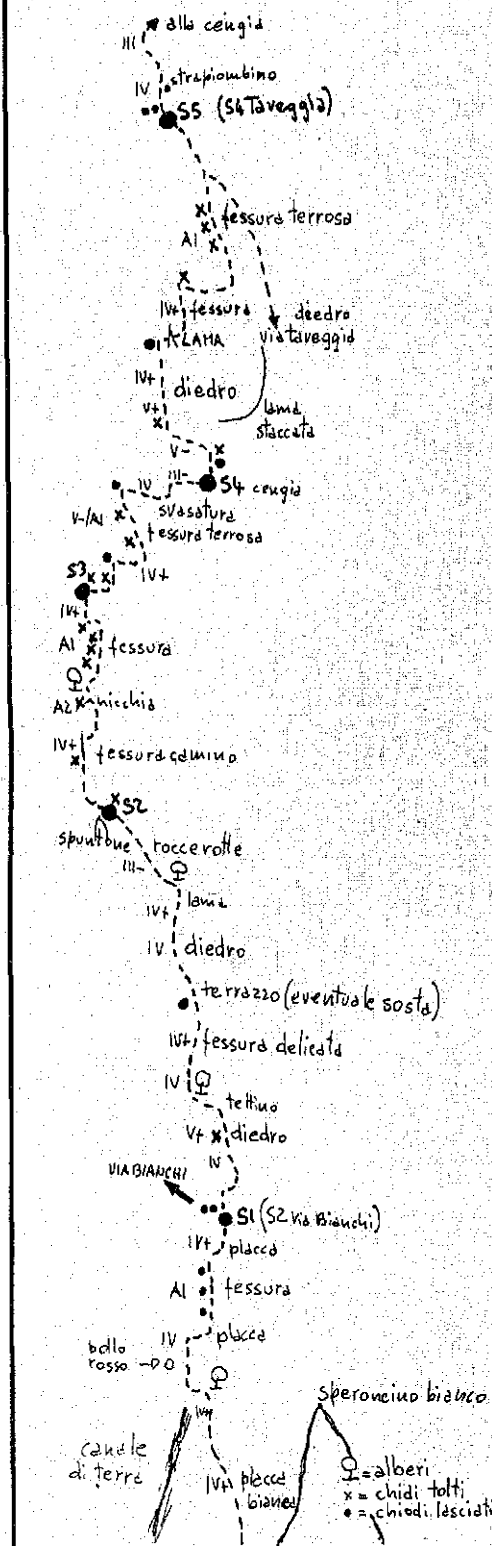 alla cengia
III
IV
strapiombino
S5 (S4 Taveggia)
fessura terrosa
A1
IV+ fessura
diedro
via taveggia
LAMA
IV+
diedro
V+
lama
staccata
V-
III-
S4 cengia
IV
svasatura
V-/A1
fessura terrosa
IV+
S3
IV+
A1
fessura
A2
nicchia
IV+
fessura camino
S2
spuntone
rocce rotte
III-
lama
IV+
IV diedro
terrazzo (eventuale sosta)
IV+ fessura delicata
IV
tettino
V+ diedro
IV
VIA BIANCHI
S1 (S2 via Bianchi)
IV+ placca
A1 fessura
IV placca
bollo
rosso
IV+
speroncino bianco
canale
di terra
IV+ placca
bianca
= alberi
x = chidi tolti
• = chiodi lasciati